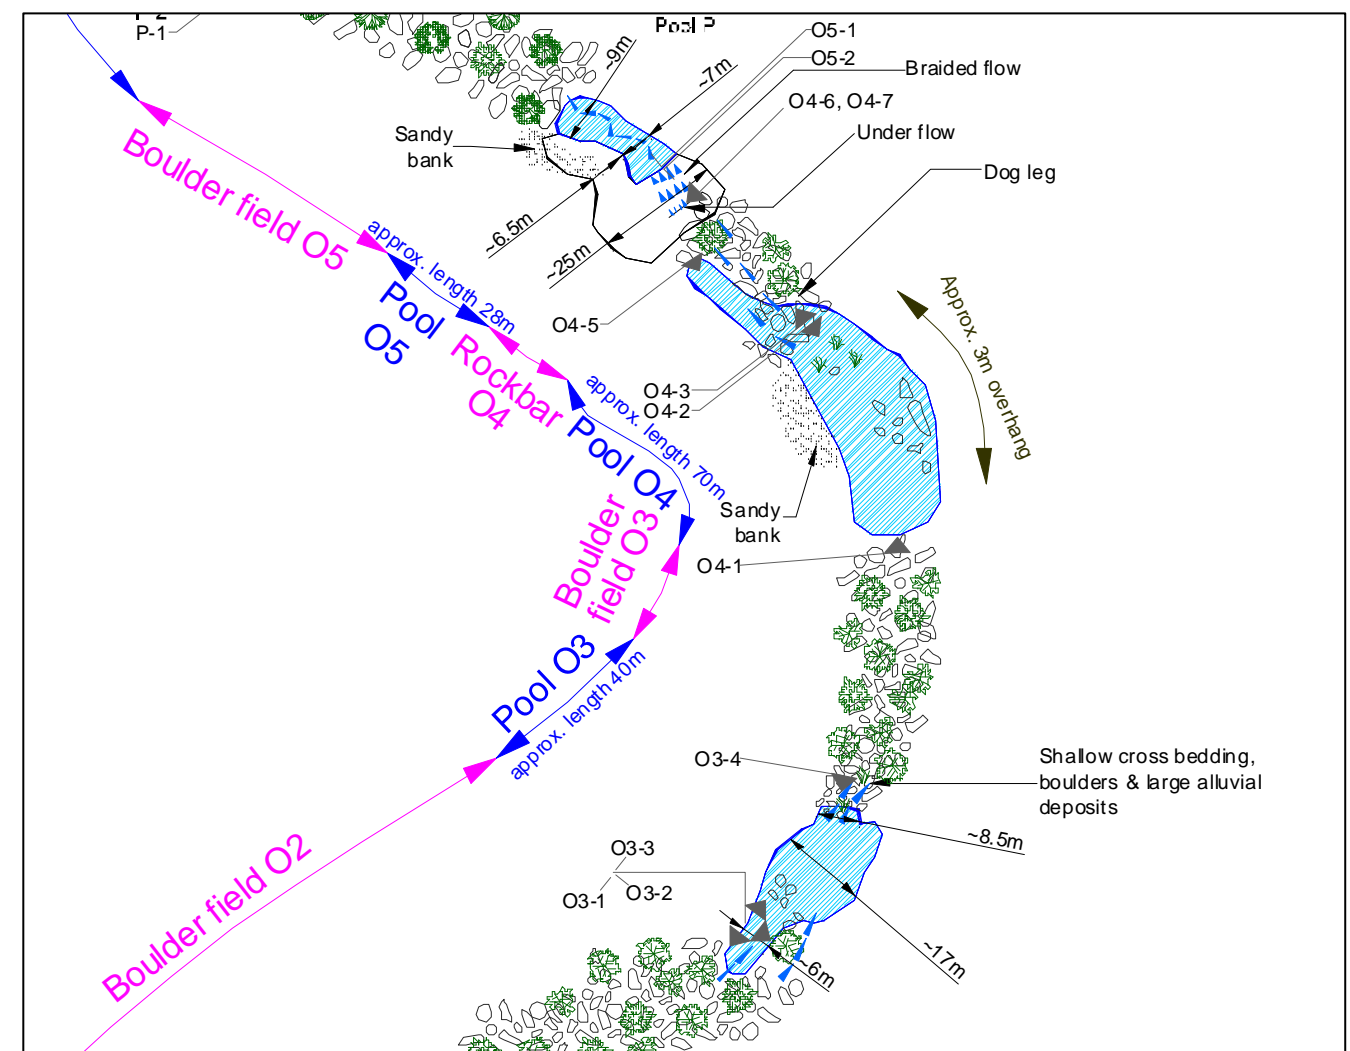 P-2
P-1
Pool P
O5-1
O5-2
~9m
~7m
Braided flow
O4-6, O4-7
Under flow
Sandy
bank
Dog leg
Boulder field O5
approx. length 28m
~6.5m
~25m
Pool
O5
Rockbar
O4
O4-5
Approx. 3m overhang
O4-3
O4-2
approx. length 70m
Pool O4
Sandy
bank
Boulder
field O3
O4-1
Pool O3
approx. length 40m
O3-4
Shallow cross bedding,
boulders & large alluvial
deposits
~8.5m
O3-3
O3-2
O3-1
Boulder field O2
~17m
~6m